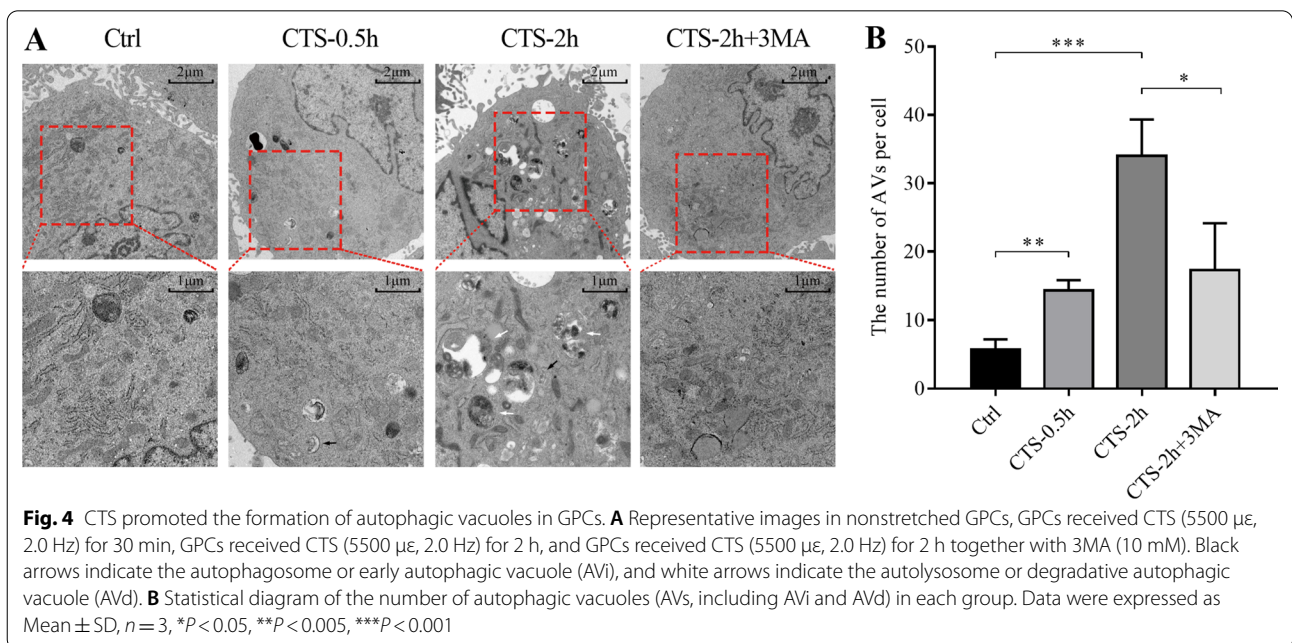 A
Ctrl CTS-0.5h CTS-2h CTS-2h+3MA
2μm 2μm 2μm 2μm
1μm 1μm 1μm 1μm
B
The number of AVs per cell
50
40
30
20
10
0
***
*
**
Ctrl
CTS-0.5h
CTS-2h
CTS-2h+3MA
Fig. 4 CTS promoted the formation of autophagic vacuoles in GPCs. A Representative images in nonstretched GPCs, GPCs received CTS (5500 με,
2.0 Hz) for 30 min, GPCs received CTS (5500 με, 2.0 Hz) for 2 h, and GPCs received CTS (5500 με, 2.0 Hz) for 2 h together with 3MA (10 mM). Black
arrows indicate the autophagosome or early autophagic vacuole (AVi), and white arrows indicate the autolysosome or degradative autophagic
vacuole (AVd). B Statistical diagram of the number of autophagic vacuoles (AVs, including AVi and AVd) in each group. Data were expressed as
Mean ± SD, n = 3, *P < 0.05, **P < 0.005, ***P < 0.001